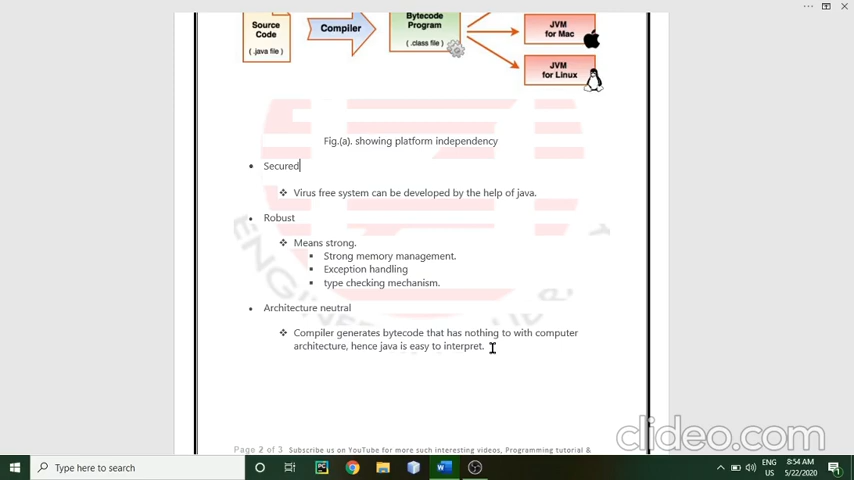 Source
Code
( .java file )
Compiler
Bytecode
Program
( .class file )
JVM
for Mac
JVM
for Linux
Fig.(a). showing platform independency
• Secured
❖ Virus free system can be developed by the help of java.
• Robust
❖ Means strong.
▪ Strong memory management.
▪ Exception handling
▪ type checking mechanism.
• Architecture neutral
❖ Compiler generates bytecode that has nothing to with computer
architecture, hence java is easy to interpret.
Page 2 of 3 Subscribe us on YouTube for more such interesting videos, Programming tutorial &
clideo.com
Type here to search
ENG
US
8:54 AM
5/22/2020